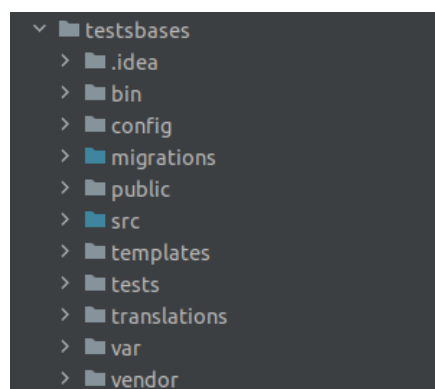 testsbases
.idea
bin
config
migrations
public
src
templates
tests
translations
var
vendor